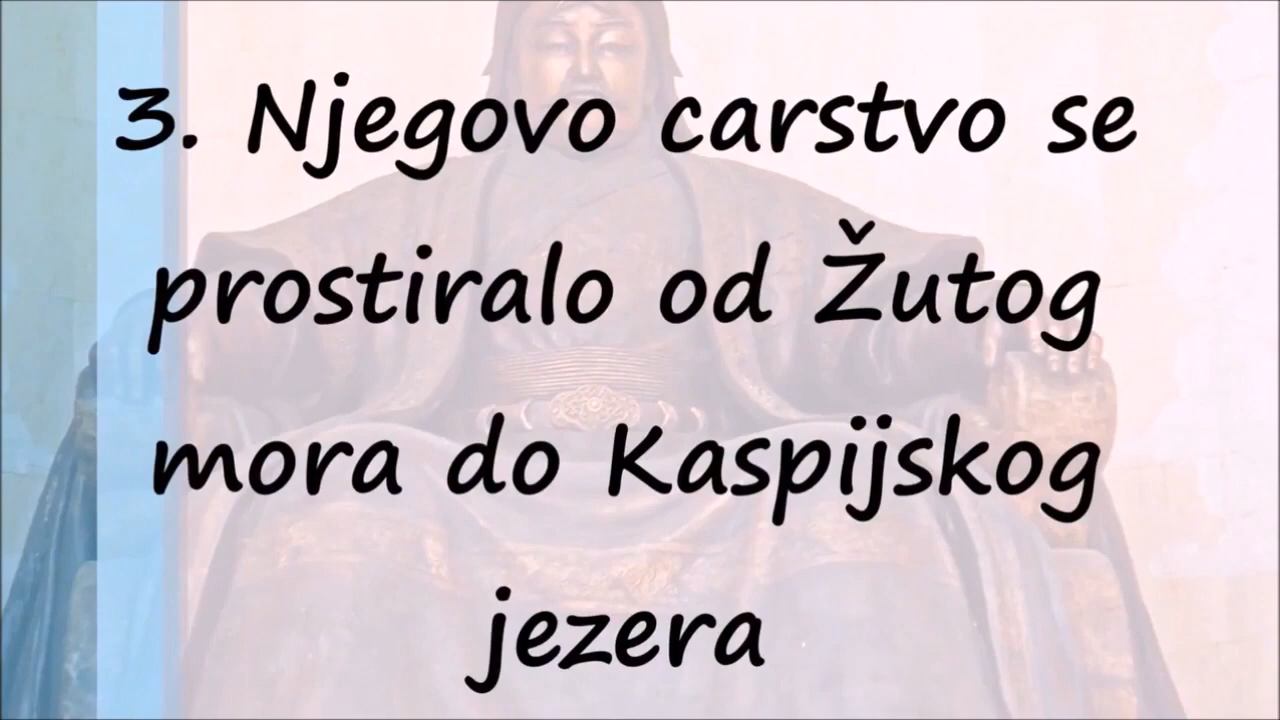 3. Njegovo carstvo se
prostiralo od Žutog
mora do Kaspijskog
jezera